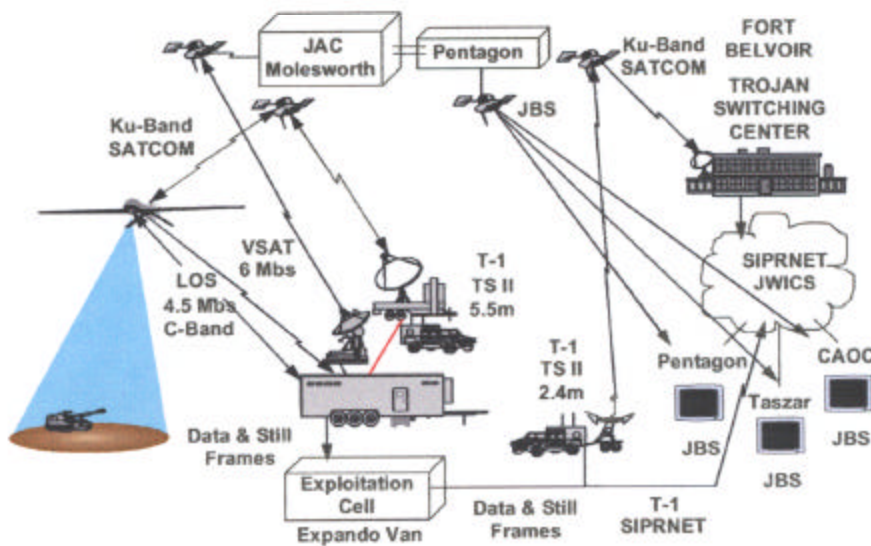 JAC
Molesworth
Pentagon
Ku-Band
SATCOM
FORT
BELVOIR
TROJAN
SWITCHING
CENTER
JBS
Ku-Band
SATCOM
VSAT
6 Mbs
LOS
4.5 Mbs
C-Band
T-1
TS II
5.5m
SIPRNET
JWICS
T-1
TS II
2.4m
Pentagon
CAOC
Taszar
JBS
JBS
JBS
Data & Still
Frames
Exploitation
Cell
Expando Van
Data & Still
Frames
T-1
SIPRNET